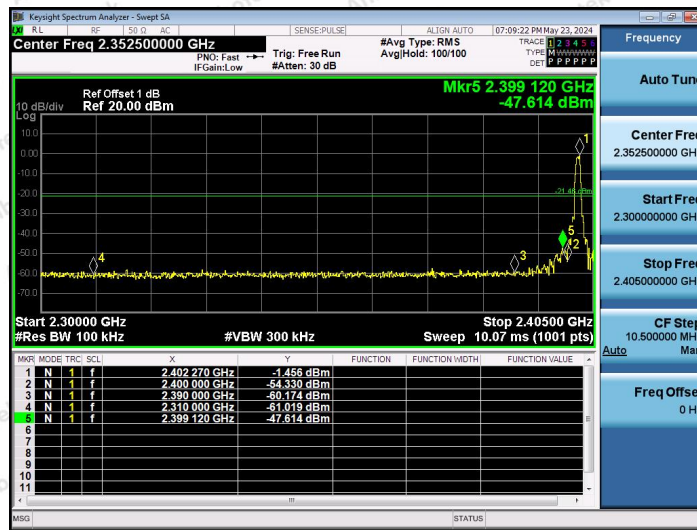 Keysight Spectrum Analyzer - Swept SA
LXI RL RF 50 Ω AC SENSE:PULSE ALIGN AUTO 07:09:22 PM May 23, 2024
Center Freq 2.352500000 GHz
PNO: Fast
IFGain:Low
Trig: Free Run
#Atten: 30 dB
#Avg Type: RMS
Avg|Hold: 100/100
TRACE 1 2 3 4 5 6
TYPE M W W W W W
DET P P P P P P
Frequency
Auto Tune
Center Freq
2.352500000 GH
Start Freq
2.300000000 GH
Stop Freq
2.405000000 GH
CF Step
10.500000 MH
Auto Man
Freq Offset
0 H
Ref Offset 1 dB
10 dB/div Ref 20.00 dBm
Log
Mkr5 2.399 120 GHz
-47.614 dBm
10.0
0.00
-10.0
-20.0
-30.0
-40.0
-50.0
-60.0
-70.0
1
-21.46 dBm
5
2
3
4
Start 2.30000 GHz Stop 2.40500 GHz
#Res BW 100 kHz #VBW 300 kHz Sweep 10.07 ms (1001 pts)
MKR MODE TRC SCL X Y FUNCTION FUNCTION WIDTH FUNCTION VALUE
1 N 1 f 2.402 270 GHz -1.456 dBm
2 N 1 f 2.400 000 GHz -54.330 dBm
3 N 1 f 2.390 000 GHz -60.174 dBm
4 N 1 f 2.310 000 GHz -61.019 dBm
5 N 1 f 2.399 120 GHz -47.614 dBm
6
7
8
9
10
11
MSG STATUS